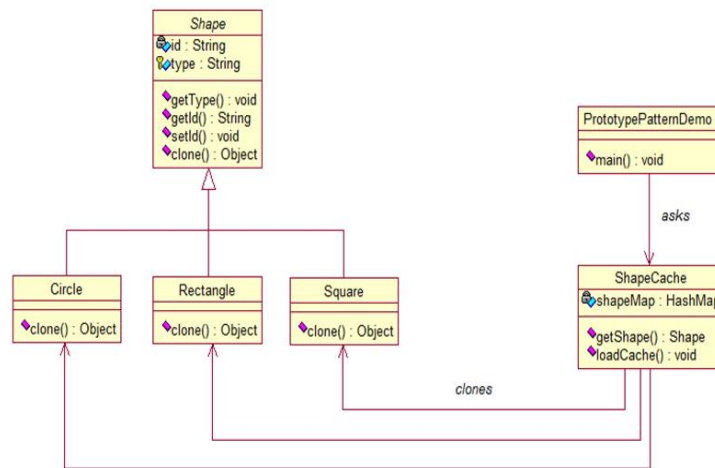 Shape
id : String
type : String
getType() : void
getId() : String
setId() : void
clone() : Object
PrototypePatternDemo
main() : void
asks
Circle
clone() : Object
Rectangle
clone() : Object
Square
clone() : Object
ShapeCache
shapeMap : HashMap
getShape() : Shape
loadCache() : void
clones